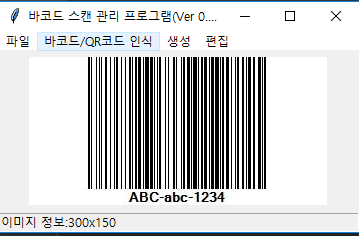 바코드 스캔 관리 프로그램(Ver 0....
파일 바코드/QR코드 인식 생성 편집
ABC-abc-1234
이미지 정보:300x150